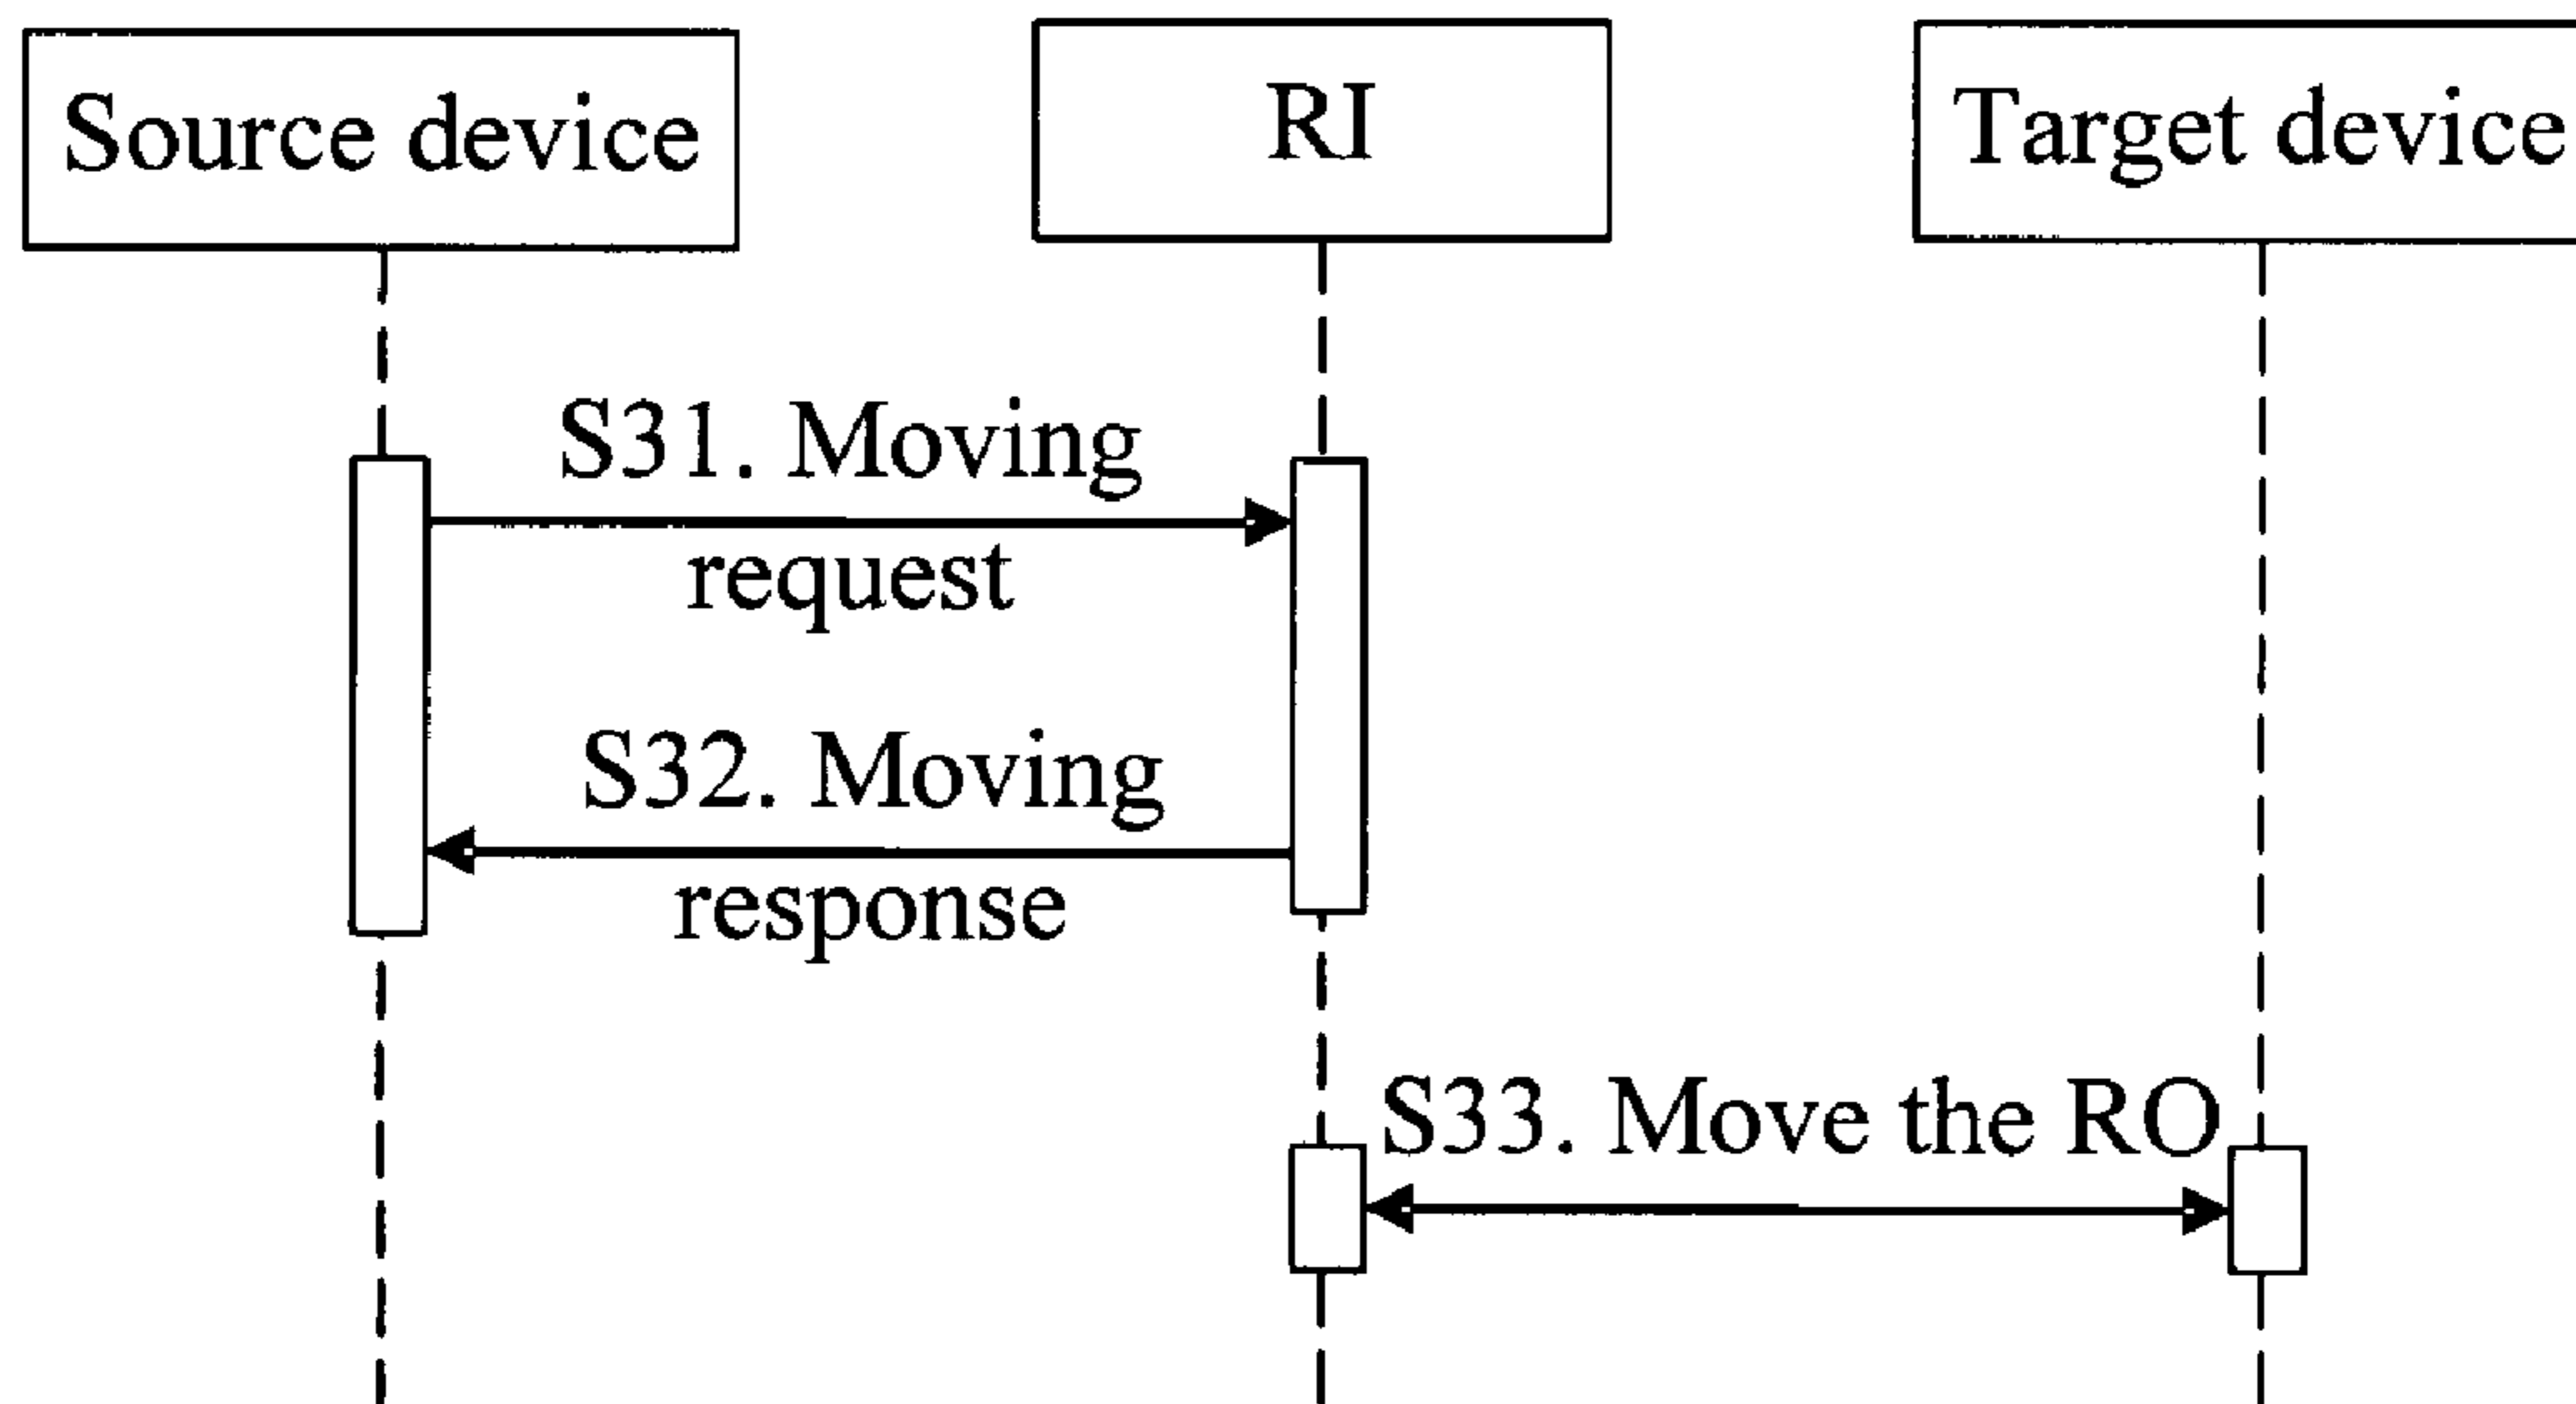 Source device
RI
Target device
S31. Moving
request
S32. Moving
response
S33. Move the RO